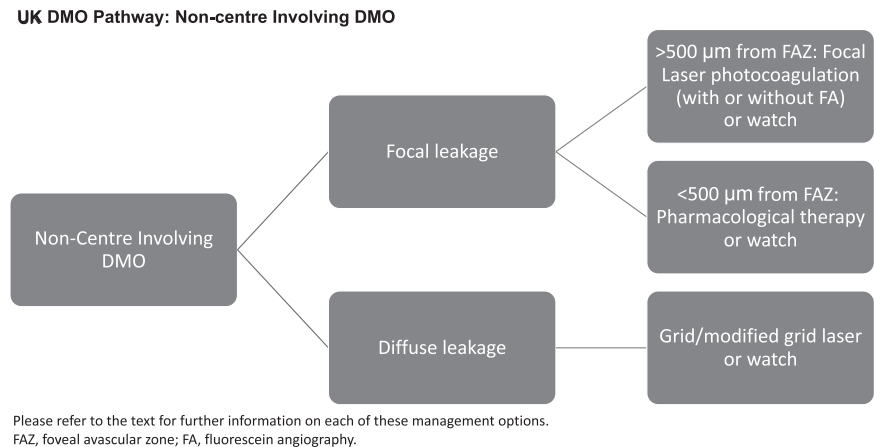 UK DMO Pathway: Non-centre Involving DMO
Non-Centre Involving
DMO
Focal leakage
>500 µm from FAZ: Focal
Laser photocoagulation
(with or without FA)
or watch
<500 µm from FAZ:
Pharmacological therapy
or watch
Diffuse leakage
Grid/modified grid laser
or watch
Please refer to the text for further information on each of these management options.
FAZ, foveal avascular zone; FA, fluorescein angiography.